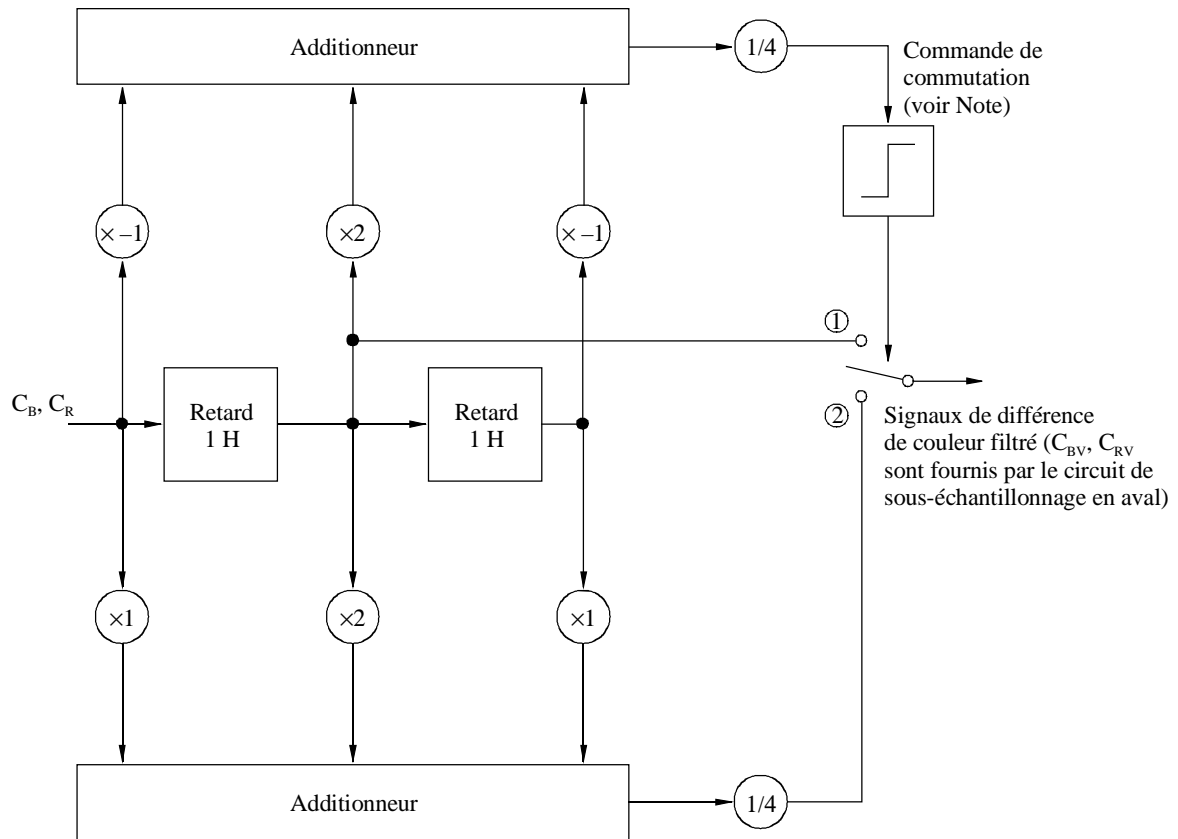 Additionneur
1/4
Commande de
commutation
(voir Note)
× –1
×2
× –1
①
C_B, C_R
Retard
1 H
Retard
1 H
②
Signaux de différence
de couleur filtré (C_BV, C_RV
sont fournis par le circuit de
sous-échantillonnage en aval)
×1
×2
×1
Additionneur
1/4